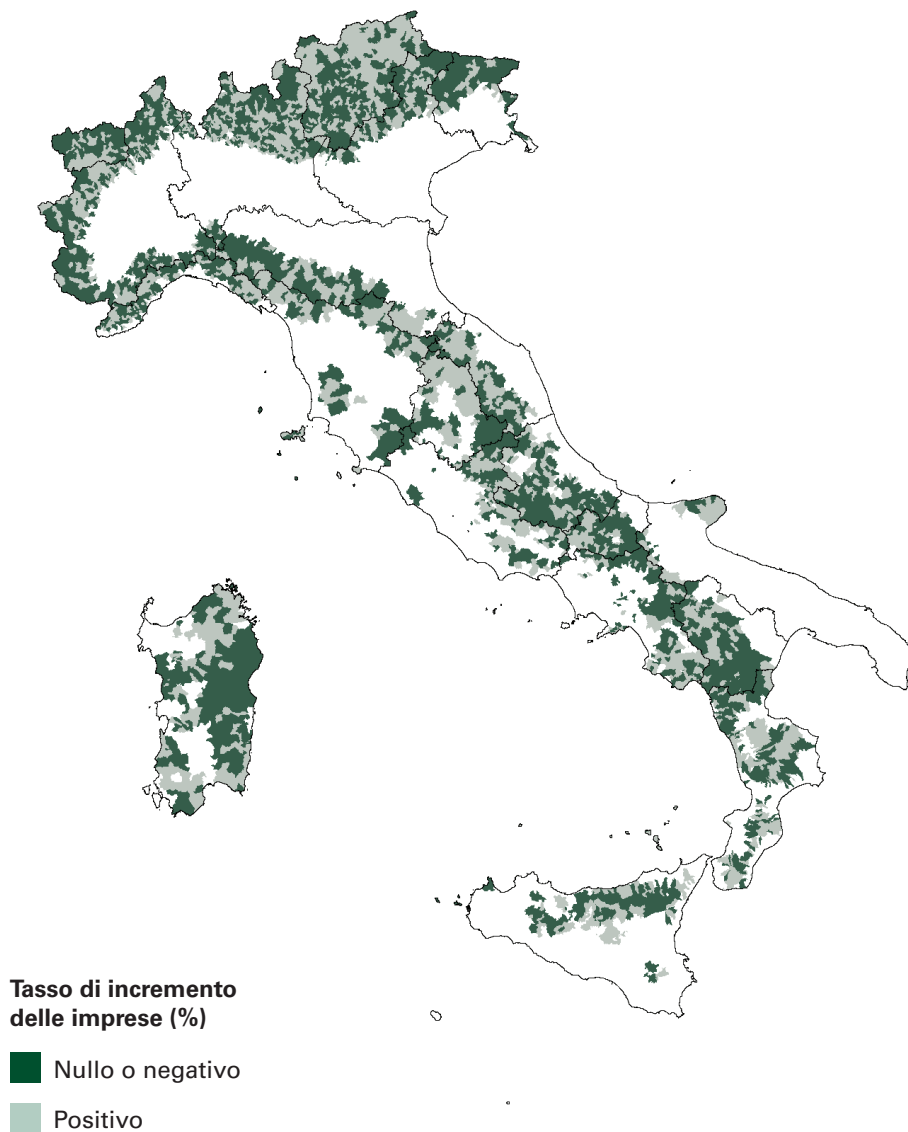 Tasso di incremento
delle imprese (%)
Nullo o negativo
Positivo